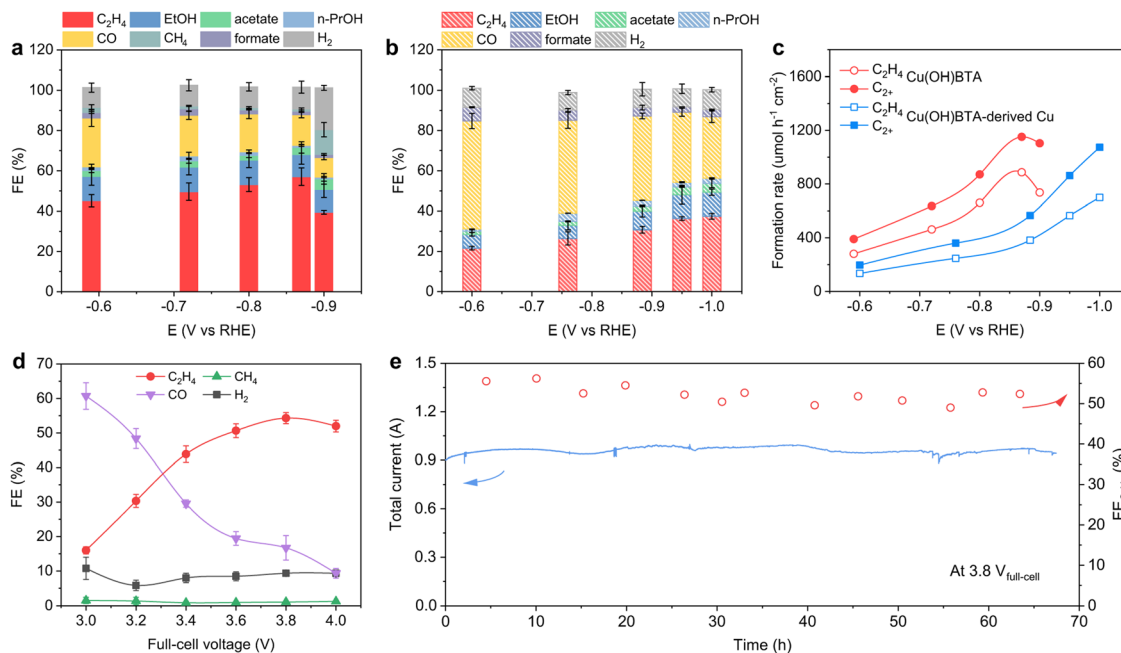 a
C₂H₄ EtOH acetate n-PrOH
CO CH₄ formate H₂
120
100
80
60
40
20
0
FE (%)
-0.6 -0.7 -0.8 -0.9
E (V vs RHE)
b
C₂H₄ EtOH acetate n-PrOH
CO formate H₂
120
100
80
60
40
20
0
FE (%)
-0.6 -0.7 -0.8 -0.9 -1.0
E (V vs RHE)
c
C₂H₄ Cu(OH)BTA
C₂₊
C₂H₄ Cu(OH)BTA-derived Cu
C₂₊
1600
1200
800
400
0
Formation rate (umol h⁻¹ cm⁻²)
-0.6 -0.7 -0.8 -0.9 -1.0
E (V vs RHE)
d
C₂H₄ CH₄
CO H₂
70
60
50
40
30
20
10
0
FE (%)
3.0 3.2 3.4 3.6 3.8 4.0
Full-cell voltage (V)
e
1.5
1.2
0.9
0.6
0.3
0.0
Total current (A)
60
50
40
30
20
10
0
(%)
At 3.8 V full-cell
0 10 20 30 40 50 60 70
Time (h)